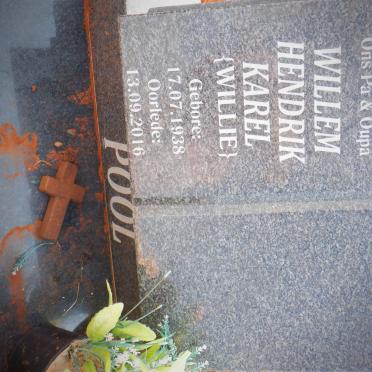 Ons Pa & Oupa
WILLEM
HENDRIK
KAREL
{WILLIE}
Gebore:
17.07.1938
Oorlede:
13.09.2016
POOL